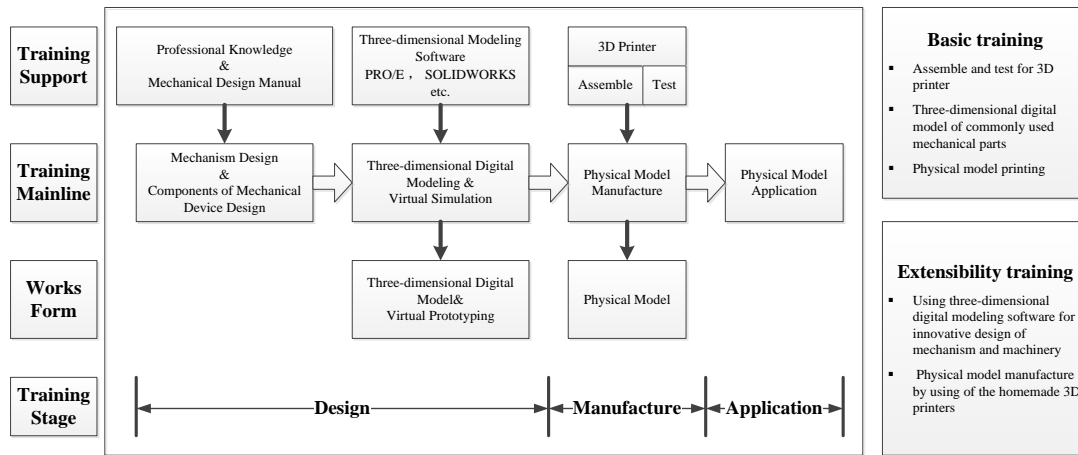 Training
Support
Professional Knowledge
&
Mechanical Design Manual
Three-dimensional Modeling
Software
PRO/E ， SOLIDWORKS
etc.
3D Printer
Assemble
Test
Training
Mainline
Mechanism Design
&
Components of Mechanical
Device Design
Three-dimensional Digital
Modeling &
Virtual Simulation
Physical Model
Manufacture
Physical Model
Application
Works
Form
Three-dimensional Digital
Model&
Virtual Prototyping
Physical Model
Training
Stage
Design
Manufacture
Application
Basic training
▪ Assemble and test for 3D
printer
▪ Three-dimensional digital
model of commonly used
mechanical parts
▪ Physical model printing
Extensibility training
▪ Using three-dimensional
digital modeling software for
innovative design of
mechanism and machinery
▪ Physical model manufacture
by using of the homemade 3D
printers